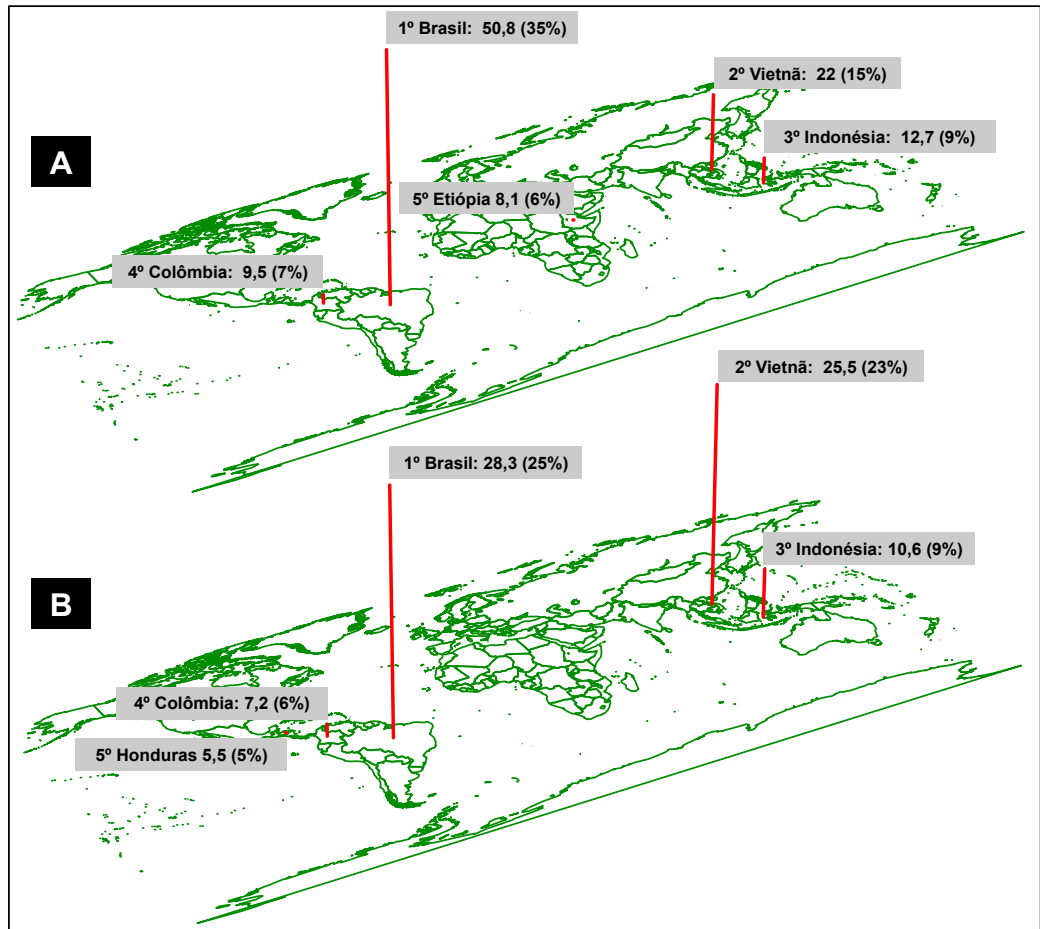 1º Brasil: 50,8 (35%)
2º Vietnã: 22 (15%)
A
3º Indonésia: 12,7 (9%)
5º Etiópia 8,1 (6%)
4º Colômbia: 9,5 (7%)
2º Vietnã: 25,5 (23%)
1º Brasil: 28,3 (25%)
3º Indonésia: 10,6 (9%)
B
4º Colômbia: 7,2 (6%)
5º Honduras 5,5 (5%)